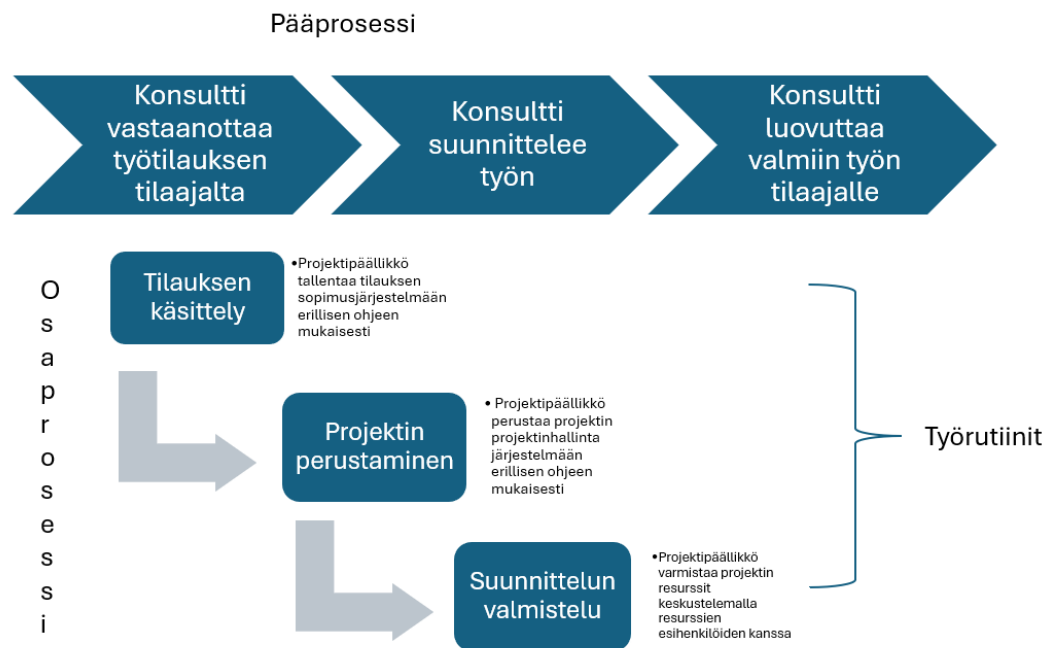 Pääprosessi
Konsultti
vastaanottaa
työtilauksen
tilaajalta
Konsultti
suunnittelee
työn
Konsultti
luovuttaa
valmiin työn
tilaajalle
Osaprosessi
Tilauksen
käsittely
•Projektipäällikkö
tallentaa tilauksen
sopimusjärjestelmään
erillisen ohjeen
mukaisesti
Projektin
perustaminen
• Projektipäällikkö
perustaa projektin
projektinhallinta
järjestelmään
erillisen ohjeen
mukaisesti
Työrutiinit
Suunnittelun
valmistelu
•Projektipäällikkö
varmistaa projektin
resurssit
keskustelemalla
resurssien
esihenkilöiden kanssa